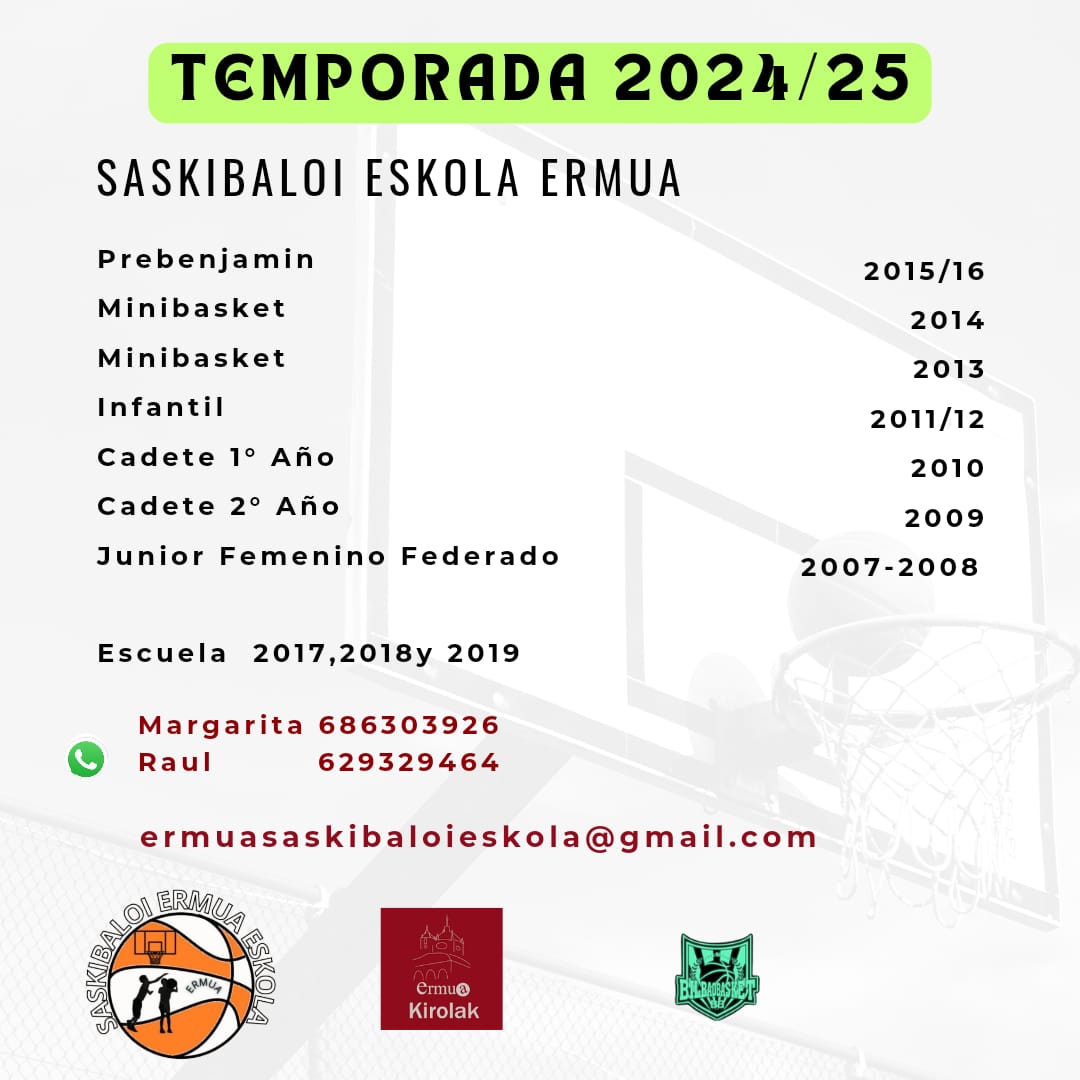 TEMPORADA 2024/25
SASKIBALOI ESKOLA ERMUA
Prebenjamin 2015/16
Minibasket 2014
Minibasket 2013
Infantil 2011/12
Cadete 1° Año 2010
Cadete 2° Año 2009
Junior Femenino Federado 2007-2008
Escuela 2017,2018y 2019
Margarita 686303926
Raul 629329464
ermuasaskibaloieskola@gmail.com
SASKIBALOI ERMUA ESKOLA
ERMUA
ermua
Kirolak
BILBAOBASKET